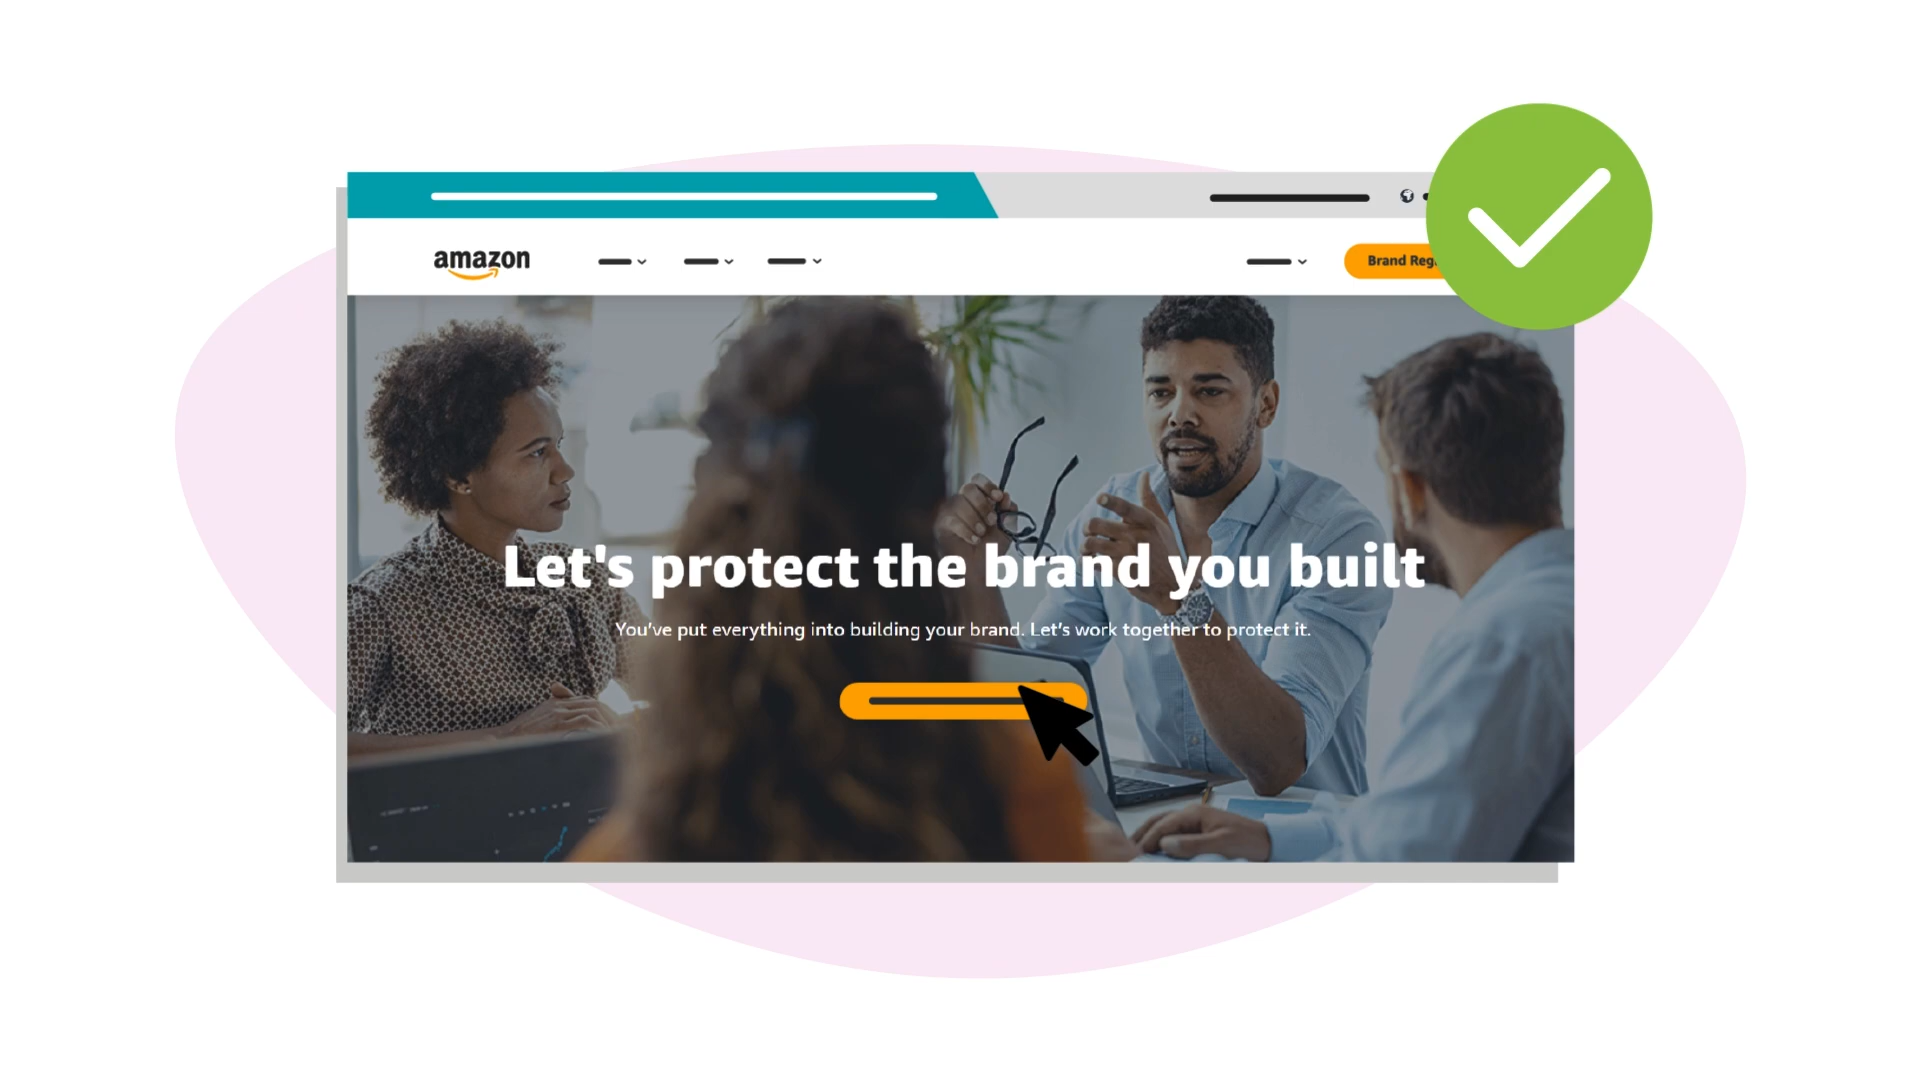 amazon
Brand Reg
Let's protect the brand you built
You've put everything into building your brand. Let's work together to protect it.